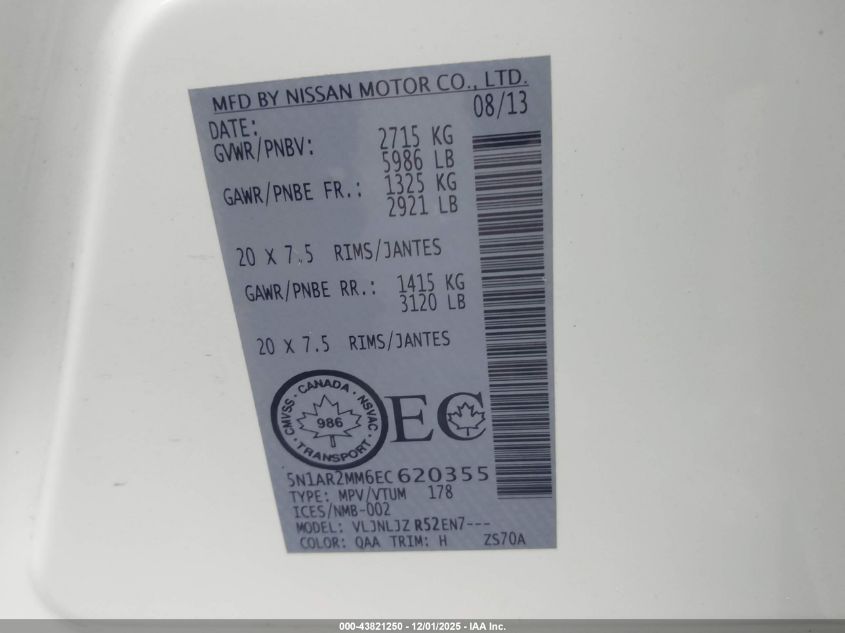 MFD BY NISSAN MOTOR CO., LTD.
DATE: 08/13
GVWR/PNBV: 2715 KG
5986 LB
GAWR/PNBE FR.: 1325 KG
2921 LB
20 X 7.5 RIMS/JANTES
GAWR/PNBE RR.: 1415 KG
3120 LB
20 X 7.5 RIMS/JANTES
CANADA · NSVAC · TRANSPORT · CMVSS ·
986
EC
5N1AR2MM6EC620355
TYPE: MPV/VTUM 178
ICES/NMB-002
MODEL: VLJNLJZ R52EN7---
COLOR: QAA TRIM: H ZS70A
000-43821250 - 12/01/2025 - IAA Inc.